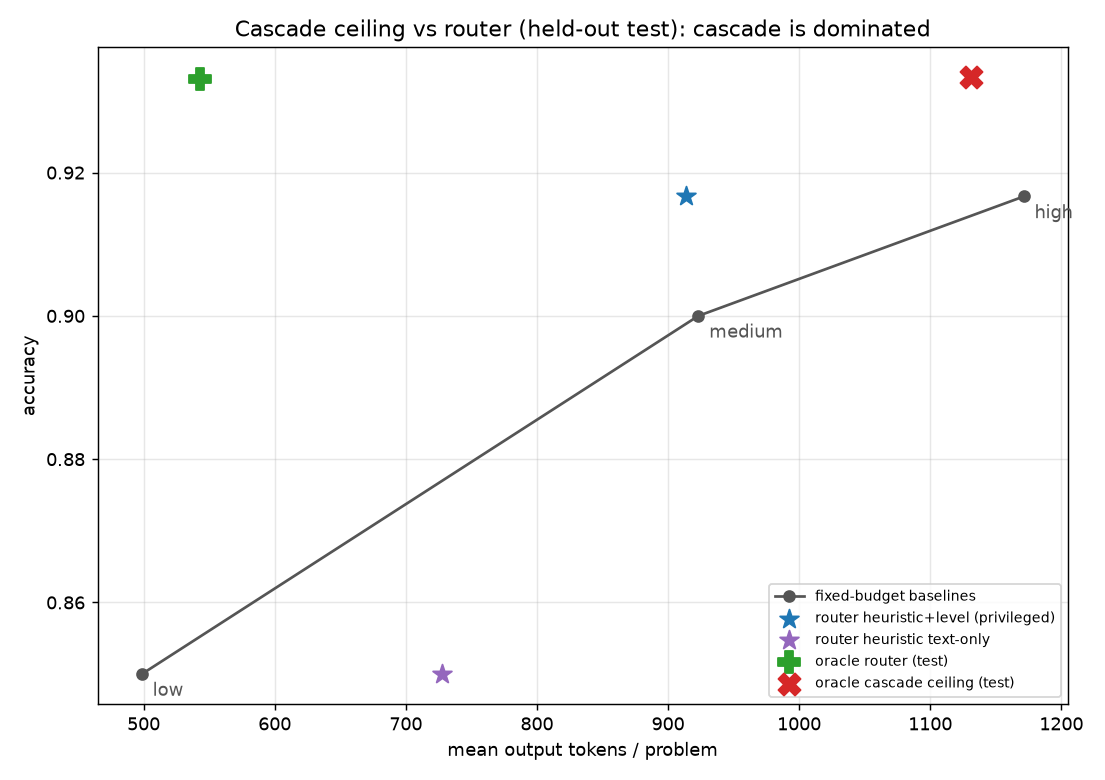 Cascade ceiling vs router (held-out test): cascade is dominated
0.92
0.90
0.88
0.86
accuracy
high
medium
low
fixed-budget baselines
router heuristic+level (privileged)
router heuristic text-only
oracle router (test)
oracle cascade ceiling (test)
500 600 700 800 900 1000 1100 1200
mean output tokens / problem